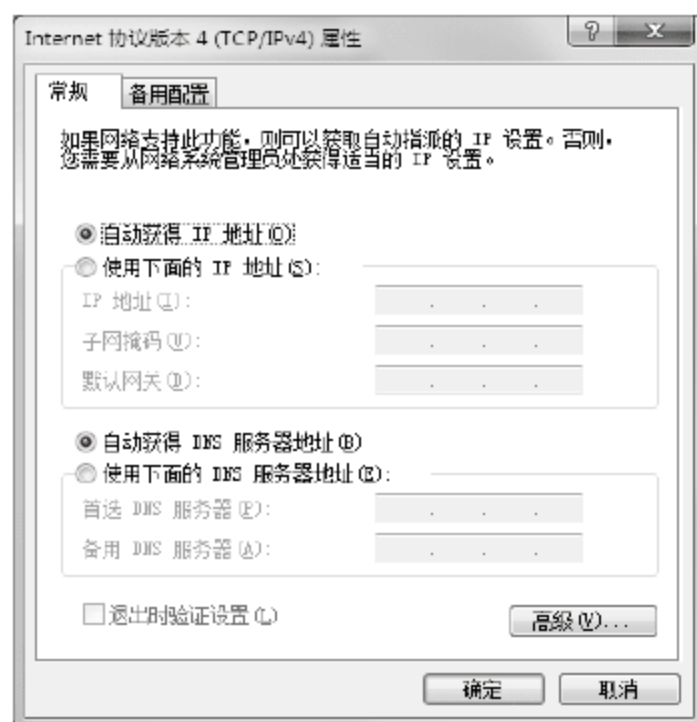 Internet 协议版本 4 (TCP/IPv4) 属性
常规
备用配置
如果网络支持此功能，则可以获取自动指派的 IP 设置。否则，
您需要从网络系统管理员处获得适当的 IP 设置。
自动获得 IP 地址(O)
使用下面的 IP 地址(S):
IP 地址(I):
子网掩码(U):
默认网关(D):
自动获得 DNS 服务器地址(B)
使用下面的 DNS 服务器地址(E):
首选 DNS 服务器(P):
备用 DNS 服务器(A):
退出时验证设置(L)
高级(V)...
确定
取消